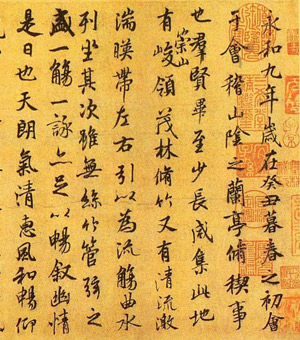 永和九年歲在癸丑暮春之初會
于會稽山陰之蘭亭脩稧事
也羣賢畢至少長咸集此地
有崇山峻領茂林脩竹又有清流激
湍暎帶左右引以為流觴曲水
列坐其次雖無絲竹管弦之
盛一觴一詠亦足以暢敘幽情
是日也天朗氣清惠風和暢仰